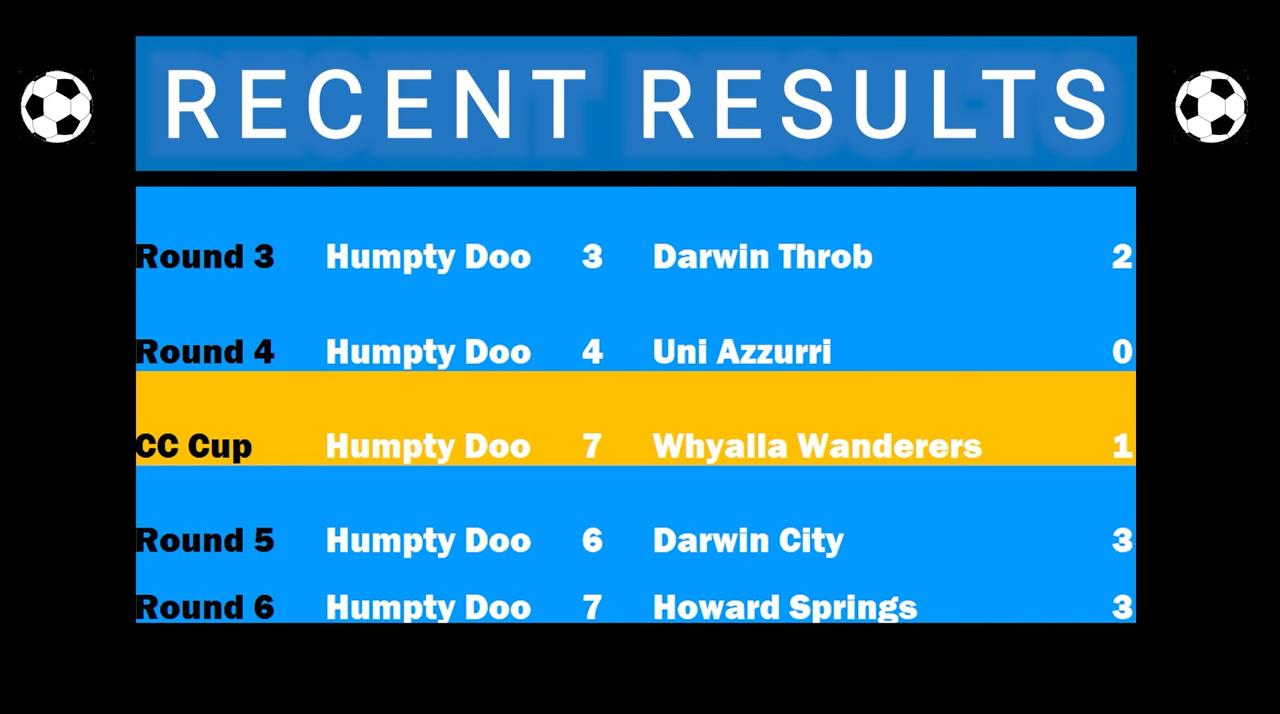 RECENT RESULTS
Round 3 Humpty Doo 3 Darwin Throb 2
Round 4 Humpty Doo 4 Uni Azzurri 0
CC Cup Humpty Doo 7 Whyalla Wanderers 1
Round 5 Humpty Doo 6 Darwin City 3
Round 6 Humpty Doo 7 Howard Springs 3